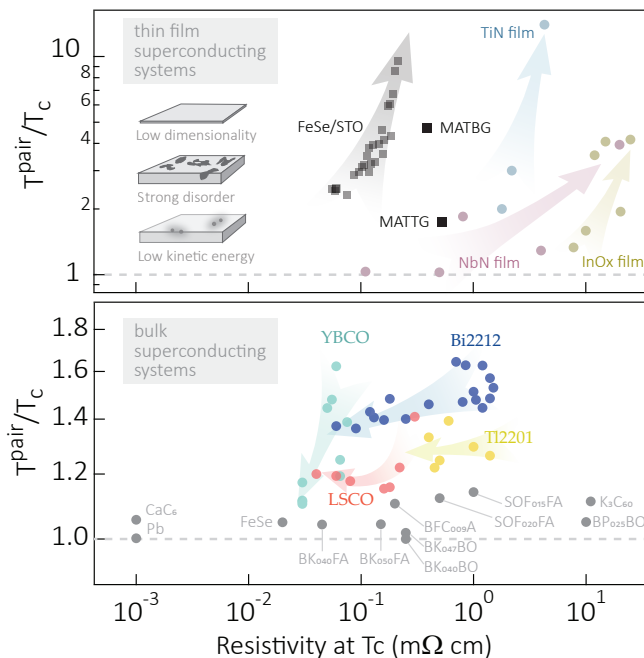 thin film
superconducting
systems
TiN film
FeSe/STO
MATBG
MATTG
NbN film
InOx film
Low dimensionality
Strong disorder
Low kinetic energy
T^pair/T_c
10
8
6
4
2
1
bulk
superconducting
systems
YBCO
Bi2212
Tl2201
LSCO
CaC₆
Pb
FeSe
BK₀₄₀FA
BK₀₅₀FA
BFC₀₀₉A
BK₀₄₇BO
BK₀₄₀BO
SOF₀₁₅FA
SOF₀₂₀FA
K₃C₆₀
BP₀₂₅BO
T^pair/T_c
1.8
1.6
1.4
1.2
1.0
10⁻³ 10⁻² 10⁻¹ 10⁰ 10¹
Resistivity at Tc (mΩ cm)